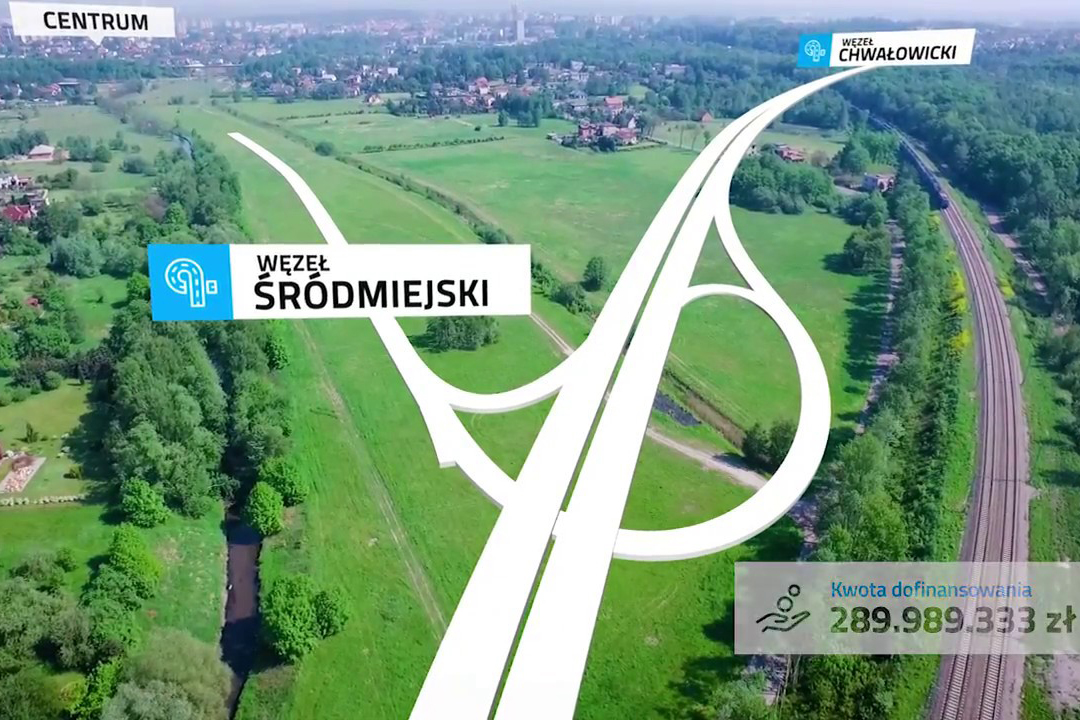 CENTRUM
WĘZEŁ
CHWAŁOWICKI
WĘZEŁ
ŚRÓDMIEJSKI
Kwota dofinansowania
289.989.333 zł